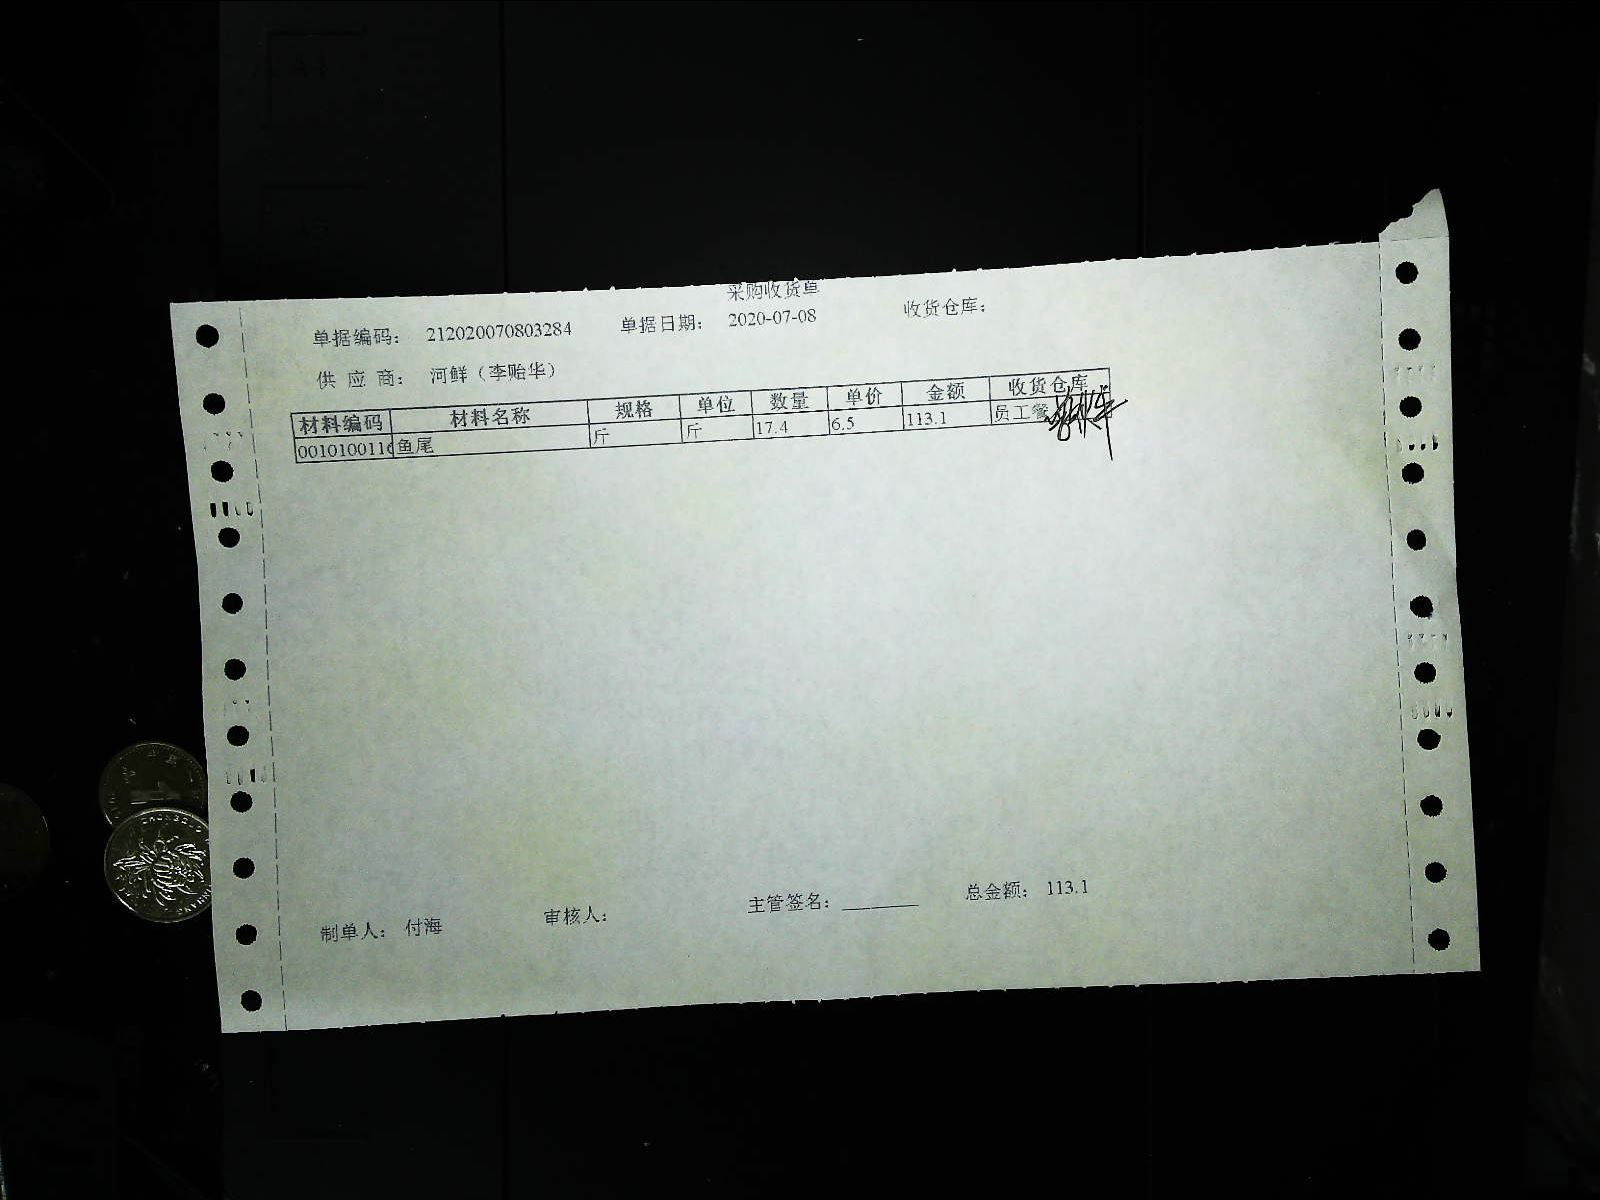 采购收货单
单据编码： 212020070803284 单据日期： 2020-07-08 收货仓库：
供 应 商： 河鲜（李贻华）
材料编码 材料名称 规格 单位 数量 单价 金额 收货仓库
0010100116 鱼尾 斤 斤 17.4 6.5 113.1 员工餐
制单人： 付海 审核人： 主管签名：________ 总金额： 113.1